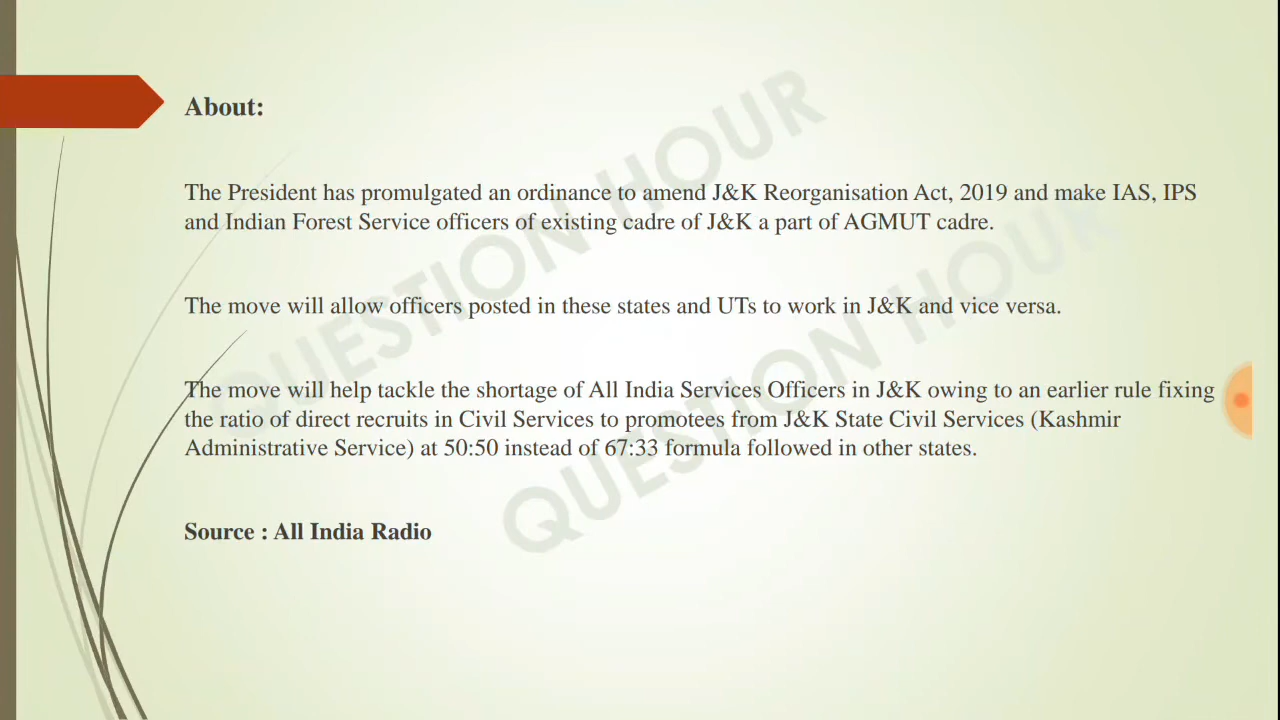 About:
The President has promulgated an ordinance to amend J&K Reorganisation Act, 2019 and make IAS, IPS
and Indian Forest Service officers of existing cadre of J&K a part of AGMUT cadre.
The move will allow officers posted in these states and UTs to work in J&K and vice versa.
The move will help tackle the shortage of All India Services Officers in J&K owing to an earlier rule fixing
the ratio of direct recruits in Civil Services to promotees from J&K State Civil Services (Kashmir
Administrative Service) at 50:50 instead of 67:33 formula followed in other states.
Source : All India Radio
QUESTION HOUR
QUESTION HOUR